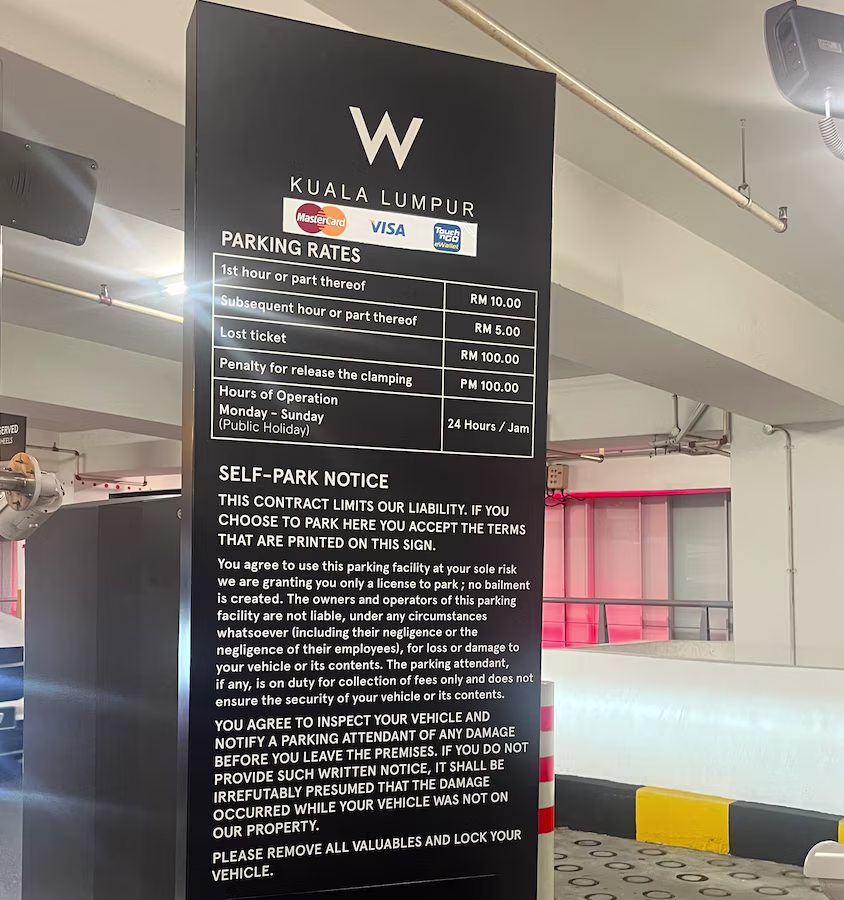 W
KUALA LUMPUR
MasterCard VISA Touch 'nGO eWallet
PARKING RATES
1st hour or part thereof RM 10.00
Subsequent hour or part thereof RM 5.00
Lost ticket RM 100.00
Penalty for release the clamping PM 100.00
Hours of Operation
Monday - Sunday 24 Hours / Jam
(Public Holiday)
SELF-PARK NOTICE
THIS CONTRACT LIMITS OUR LIABILITY. IF YOU
CHOOSE TO PARK HERE YOU ACCEPT THE TERMS
THAT ARE PRINTED ON THIS SIGN.
You agree to use this parking facility at your sole risk
we are granting you only a license to park ; no bailment
is created. The owners and operators of this parking
facility are not liable, under any circumstances
whatsoever (including their negligence or the
negligence of their employees), for loss or damage to
your vehicle or its contents. The parking attendant,
if any, is on duty for collection of fees only and does not
ensure the security of your vehicle or its contents.
YOU AGREE TO INSPECT YOUR VEHICLE AND
NOTIFY A PARKING ATTENDANT OF ANY DAMAGE
BEFORE YOU LEAVE THE PREMISES. IF YOU DO NOT
PROVIDE SUCH WRITTEN NOTICE, IT SHALL BE
IRREFUTABLY PRESUMED THAT THE DAMAGE
OCCURRED WHILE YOUR VEHICLE WAS NOT ON
OUR PROPERTY.
PLEASE REMOVE ALL VALUABLES AND LOCK YOUR
VEHICLE.
SERVED
HEELS